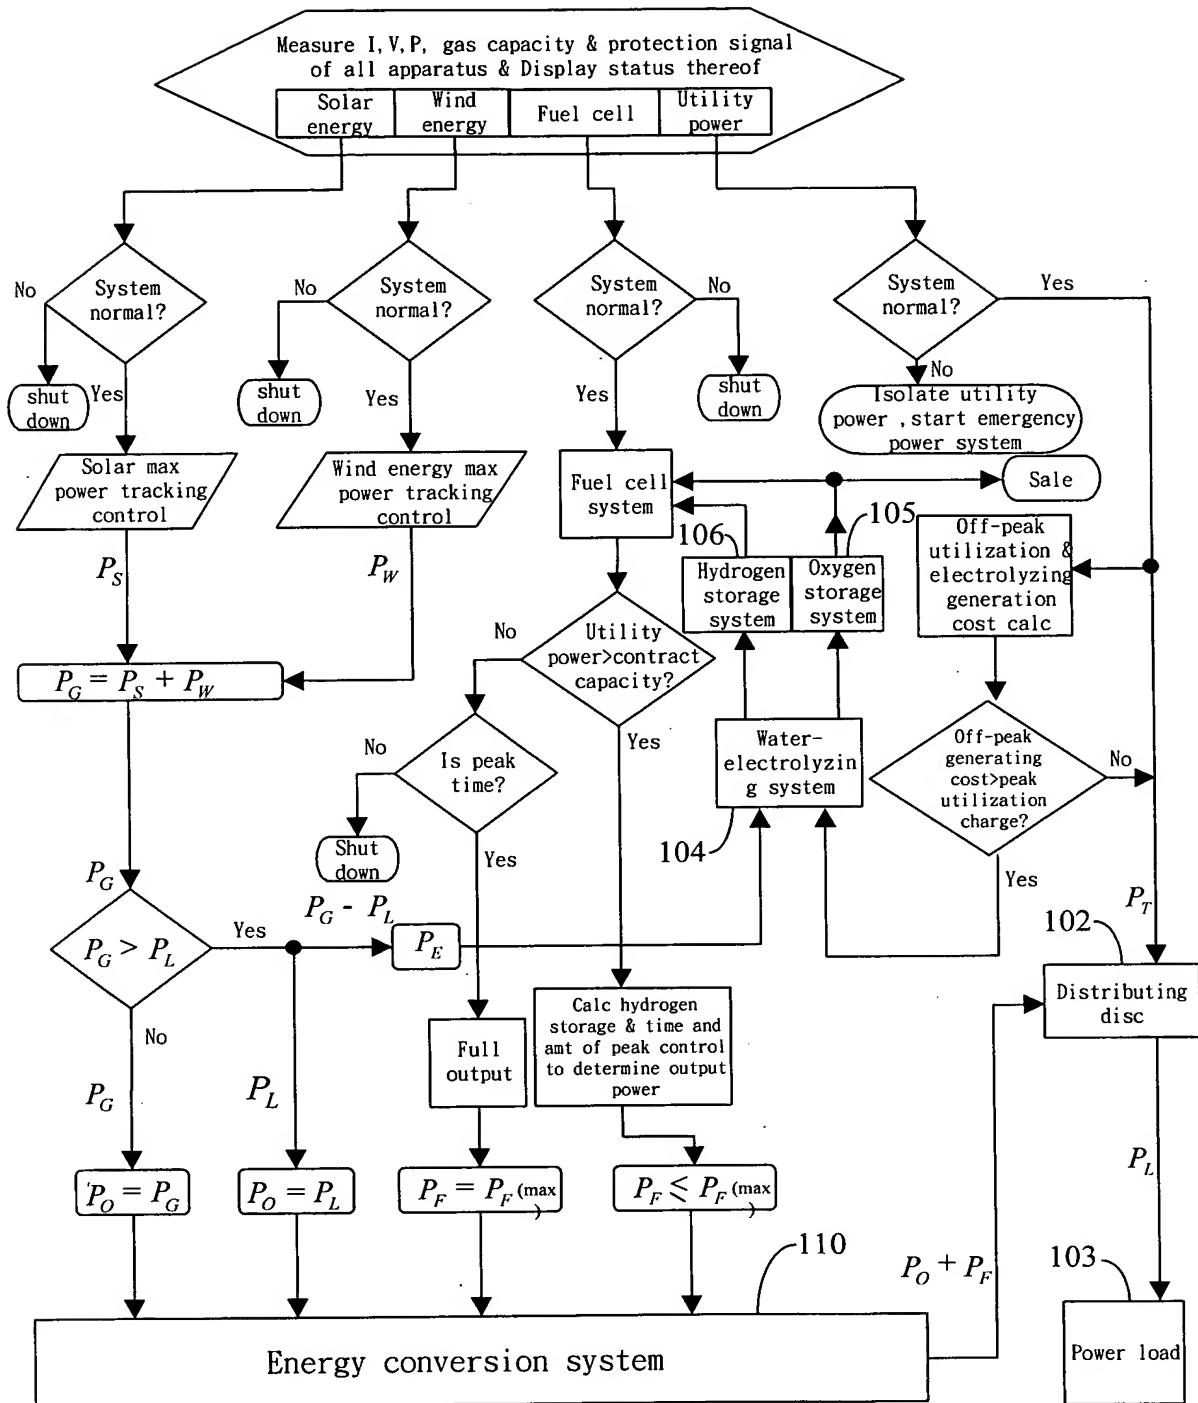 Measure I,V,P, gas capacity & protection signal
of all apparatus & Display status thereof
Solar
energy
Wind
energy
Fuel cell
Utility
power
System
normal?
No
Yes
shut
down
System
normal?
No
Yes
shut
down
System
normal?
No
Yes
shut
down
System
normal?
Yes
No
Isolate utility
power ,start emergency
power system
Solar max
power tracking
control
Wind energy max
power tracking
control
Fuel cell
system
Sale
105
106
Hydrogen
storage
system
Oxygen
storage
system
Off-peak
utilization &
electrolyzing
generation
cost calc
P_S
P_W
P_G = P_S + P_W
No
Utility
power>contract
capacity?
Yes
No
Is peak
time?
Yes
Shut
down
Water-
electrolyzin
g system
104
Off-peak
generating
cost>peak
utilization
charge?
No
Yes
P_G
P_G > P_L
Yes
No
P_G - P_L
P_E
P_T
102
Distributing
disc
P_G
P_L
Full
output
Calc hydrogen
storage & time and
amt of peak control
to determine output
power
P_L
P_O = P_G
P_O = P_L
P_F = P_F (max
)
P_F ≤ P_F (max
)
110
P_O + P_F
103
Energy conversion system
Power load